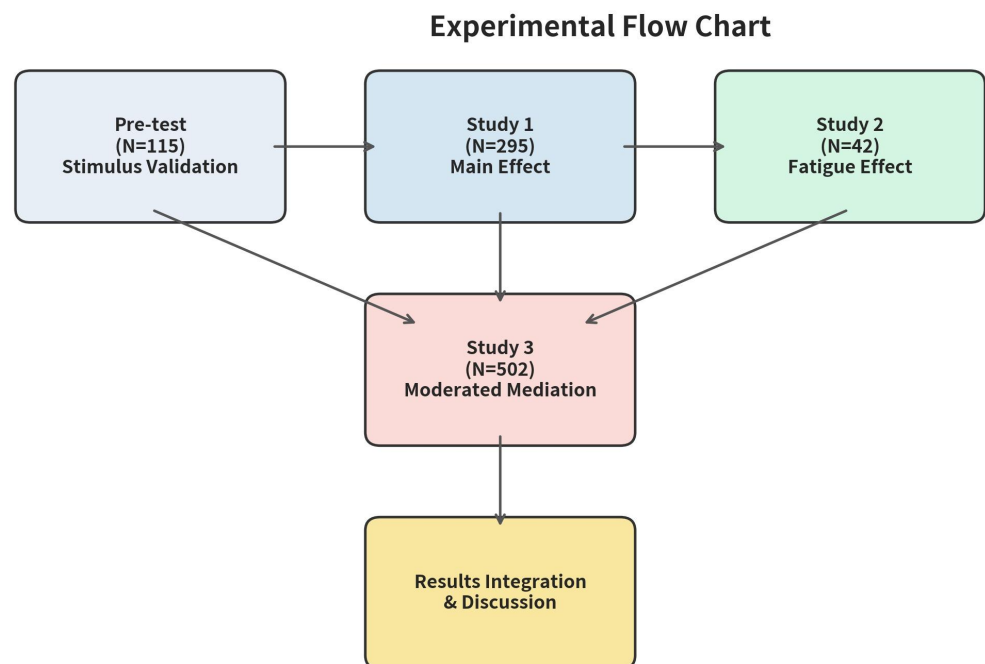 Experimental Flow Chart
Pre-test
(N=115)
Stimulus Validation
Study 1
(N=295)
Main Effect
Study 2
(N=42)
Fatigue Effect
Study 3
(N=502)
Moderated Mediation
Results Integration
& Discussion